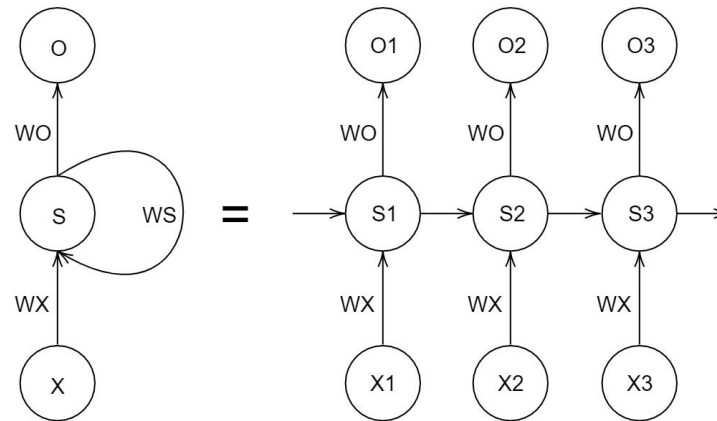 O O1 O2 O3
WO WO WO WO
S WS = S1 S2 S3
WX WX WX WX
X X1 X2 X3